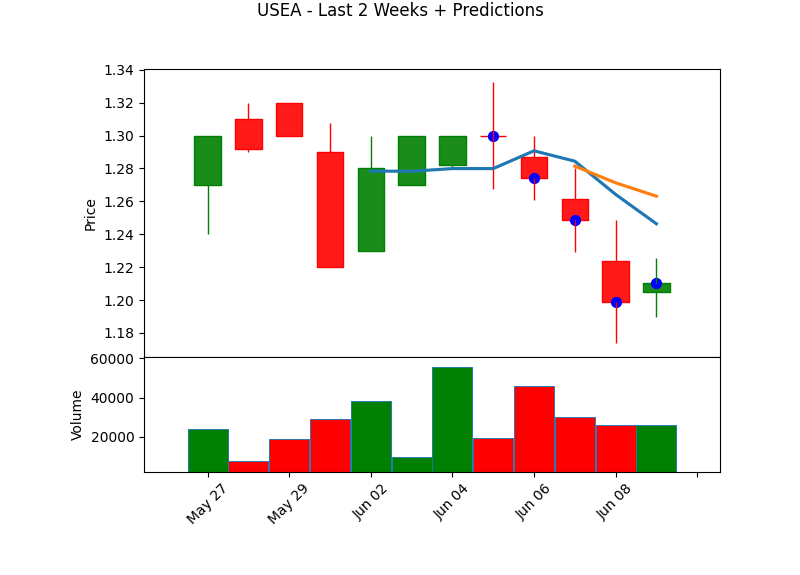 USEA - Last 2 Weeks + Predictions
1.34
1.32
1.30
1.28
1.26
1.24
1.22
1.20
1.18
Price
60000
40000
20000
Volume
May 27
May 29
Jun 02
Jun 04
Jun 06
Jun 08